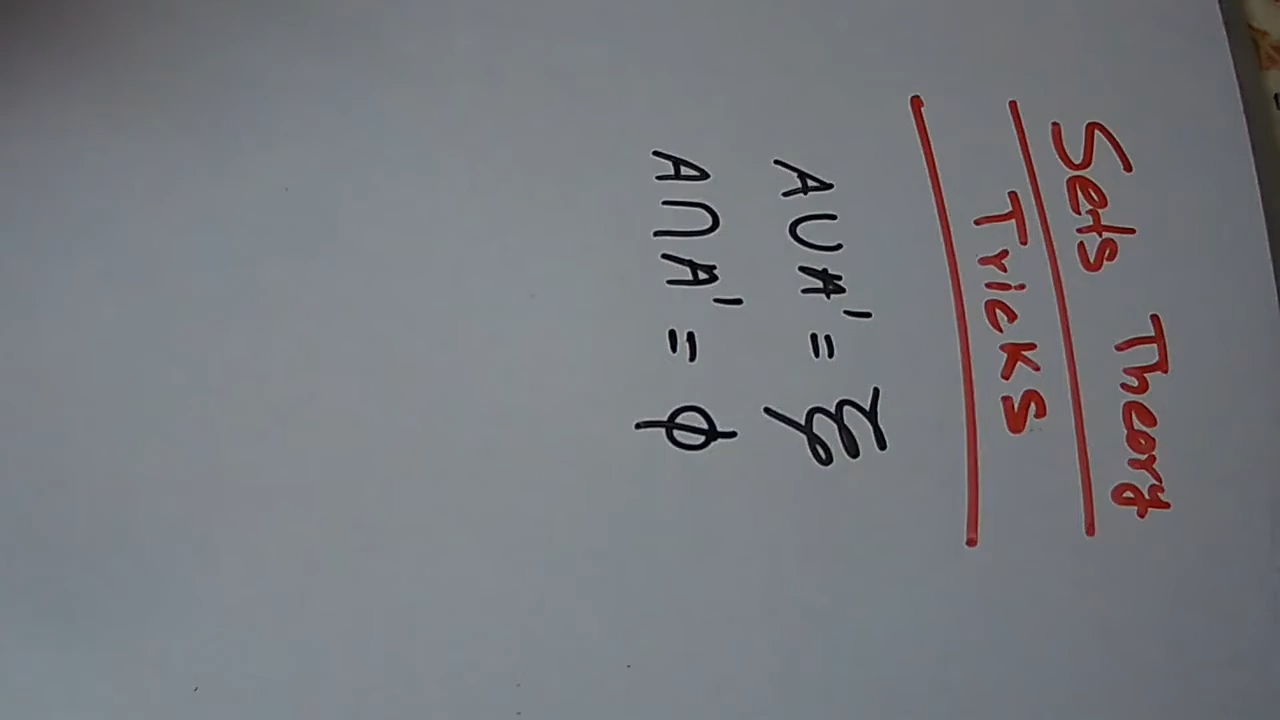 Sets Theory
Tricks
A ∪ A' = ξ
A ∩ A' = ϕ